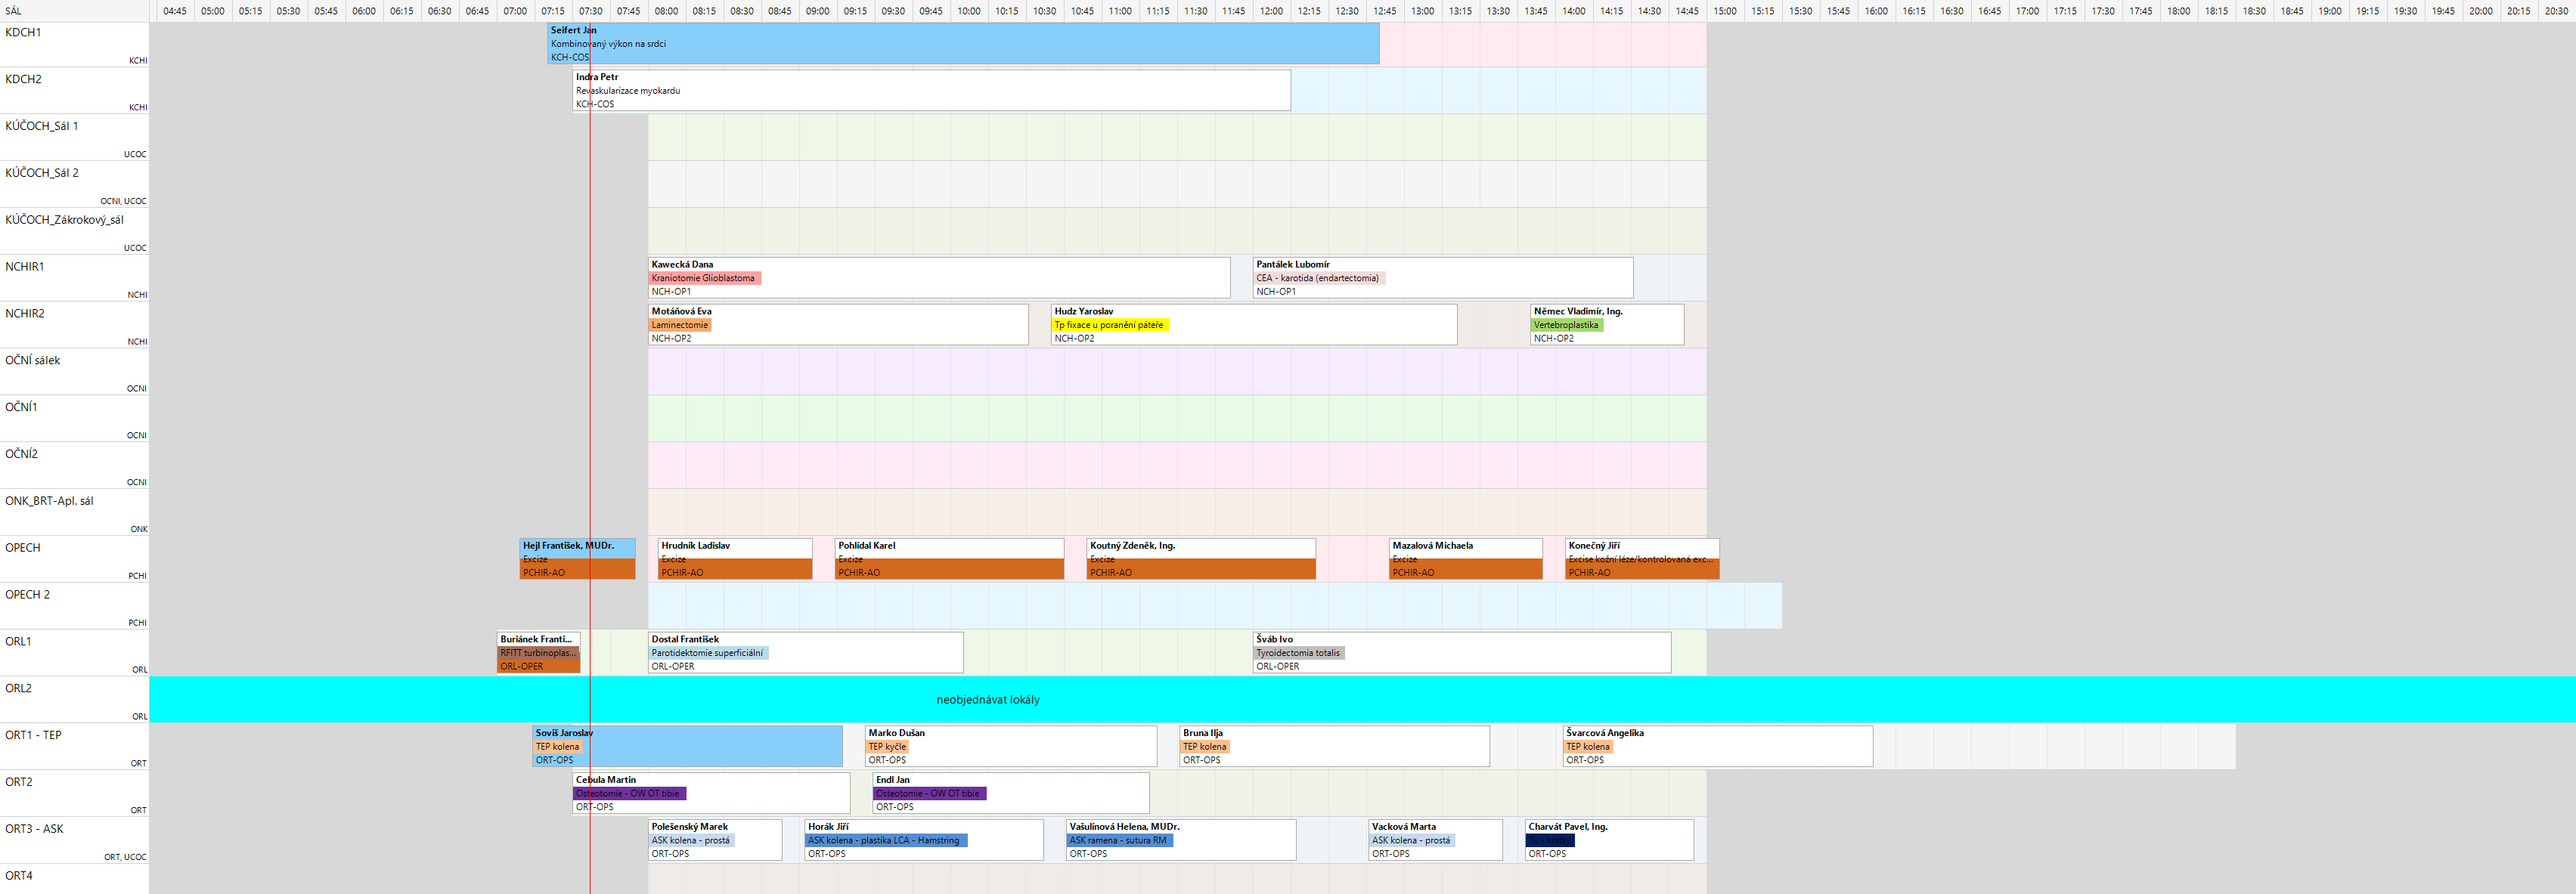 SÁL 04:45 05:00 05:15 05:30 05:45 06:00 06:15 06:30 06:45 07:00 07:15 07:30 07:45 08:00 08:15 08:30 08:45 09:00 09:15 09:30 09:45 10:00 10:15 10:30 10:45 11:00 11:15 11:30 11:45 12:00 12:15 12:30 12:45 13:00 13:15 13:30 13:45 14:00 14:15 14:30 14:45 15:00 15:15 15:30 15:45 16:00 16:15 16:30 16:45 17:00 17:15 17:30 17:45 18:00 18:15 18:30 18:45 19:00 19:15 19:30 19:45 20:00 20:15 20:30
KDCH1 Seifert Jan
Kombinovaný výkon na srdci
KCHI KCH-COS
KDCH2 Indra Petr
Revaskularizace myokardu
KCHI KCH-COS
KÚČOCH_Sál 1
UCOC
KÚČOCH_Sál 2
OCNI, UCOC
KÚČOCH_Zákrokový_sál
UCOC
NCHIR1 Kawecká Dana Pantálek Lubomír
Kraniotomie Glioblastoma CEA - karotida (endartectomia)
NCHI NCH-OP1 NCH-OP1
NCHIR2 Motáňová Eva Hudz Yaroslav Němec Vladimír, Ing.
Laminectomie Tp fixace u poranění páteře Vertebroplastika
NCHI NCH-OP2 NCH-OP2 NCH-OP2
OČNÍ sálek
OCNI
OČNÍ1
OCNI
OČNÍ2
OCNI
ONK_BRT-Apl. sál
ONK
OPECH Hejl František, MUDr. Hrudník Ladislav Pohlídal Karel Koutný Zdeněk, Ing. Mazalová Michaela Konečný Jiří
Excize Excize Excize Excize Excize Excise kožní léze/kontrolovaná exc...
PCHI PCHIR-AO PCHIR-AO PCHIR-AO PCHIR-AO PCHIR-AO PCHIR-AO
OPECH 2
PCHI
ORL1 Buriánek Franti... Dostal František Šváb Ivo
RFITT turbinoplas... Parotidektomie superficiální Tyroidectomia totalis
ORL ORL-OPER ORL-OPER ORL-OPER
ORL2
neobjednávat lokály
ORL
ORT1 - TEP Soviš Jaroslav Marko Dušan Bruna Ilja Švarcová Angelika
TEP kolena TEP kyčle TEP kolena TEP kolena
ORT ORT-OPS ORT-OPS ORT-OPS ORT-OPS
ORT2 Cebula Martin Endl Jan
Osteotomie - OW OT tibie Osteotomie - OW OT tibie
ORT ORT-OPS ORT-OPS
ORT3 - ASK Polešenský Marek Horák Jiří Vašulínová Helena, MUDr. Vacková Marta Charvát Pavel, Ing.
ASK kolena - prostá ASK kolena - plastika LCA - Hamstring ASK ramena - sutura RM ASK kolena - prostá
ORT, UCOC ORT-OPS ORT-OPS ORT-OPS ORT-OPS ORT-OPS
ORT4